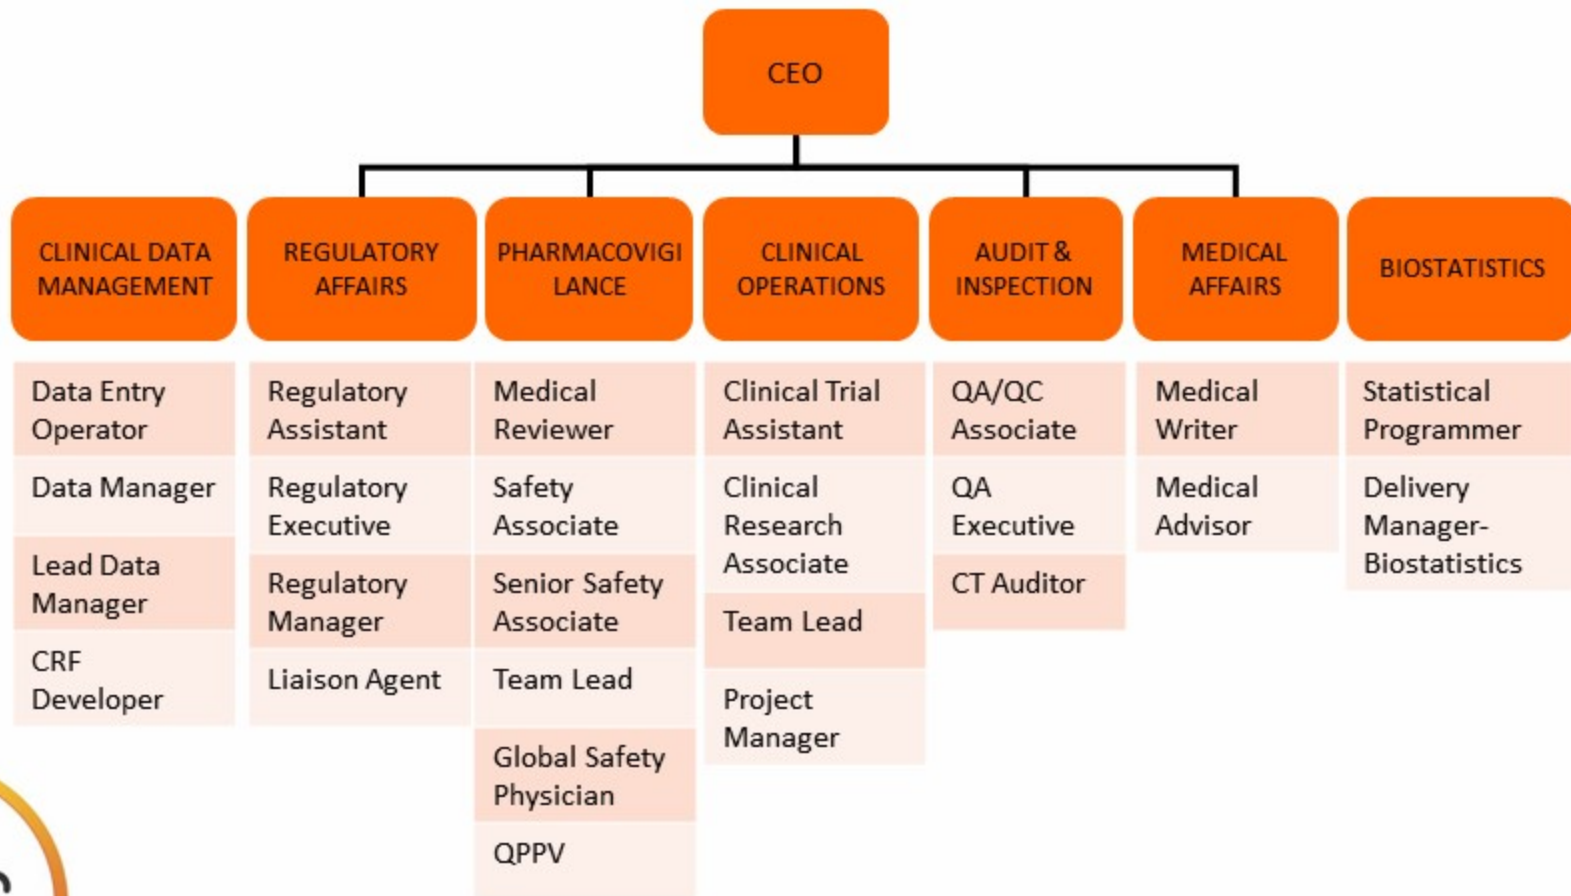 CEO
CLINICAL DATA
MANAGEMENT
REGULATORY
AFFAIRS
PHARMACOVIGI
LANCE
CLINICAL
OPERATIONS
AUDIT &
INSPECTION
MEDICAL
AFFAIRS
BIOSTATISTICS
Data Entry
Operator
Data Manager
Lead Data
Manager
CRF
Developer
Regulatory
Assistant
Regulatory
Executive
Regulatory
Manager
Liaison Agent
Medical
Reviewer
Safety
Associate
Senior Safety
Associate
Team Lead
Global Safety
Physician
QPPV
Clinical Trial
Assistant
Clinical
Research
Associate
Team Lead
Project
Manager
QA/QC
Associate
QA
Executive
CT Auditor
Medical
Writer
Medical
Advisor
Statistical
Programmer
Delivery
Manager-
Biostatistics